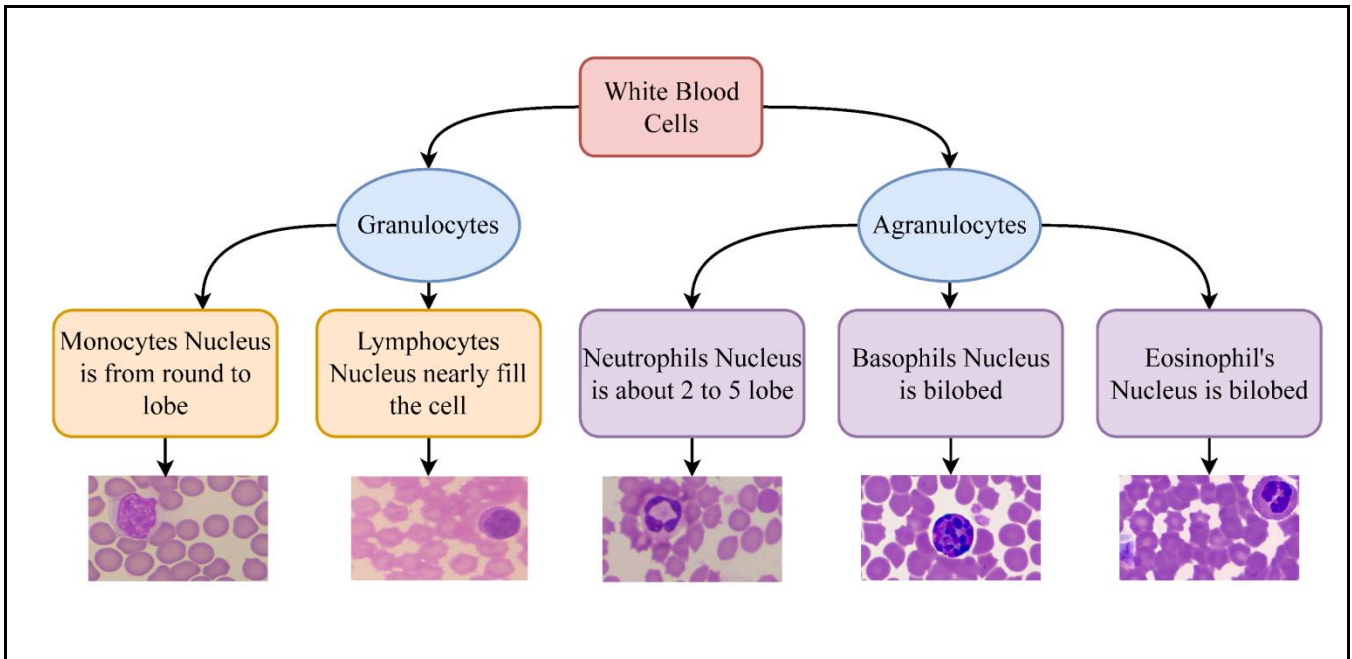 White Blood
Cells
Granulocytes
Agranulocytes
Monocytes Nucleus
is from round to
lobe
Lymphocytes
Nucleus nearly fill
the cell
Neutrophils Nucleus
is about 2 to 5 lobe
Basophils Nucleus
is bilobed
Eosinophil's
Nucleus is bilobed